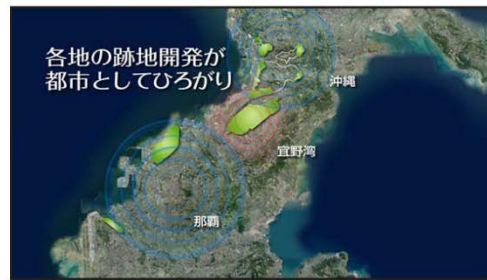 各地の跡地開発が
都市としてひろがり
沖縄
宜野湾
那覇